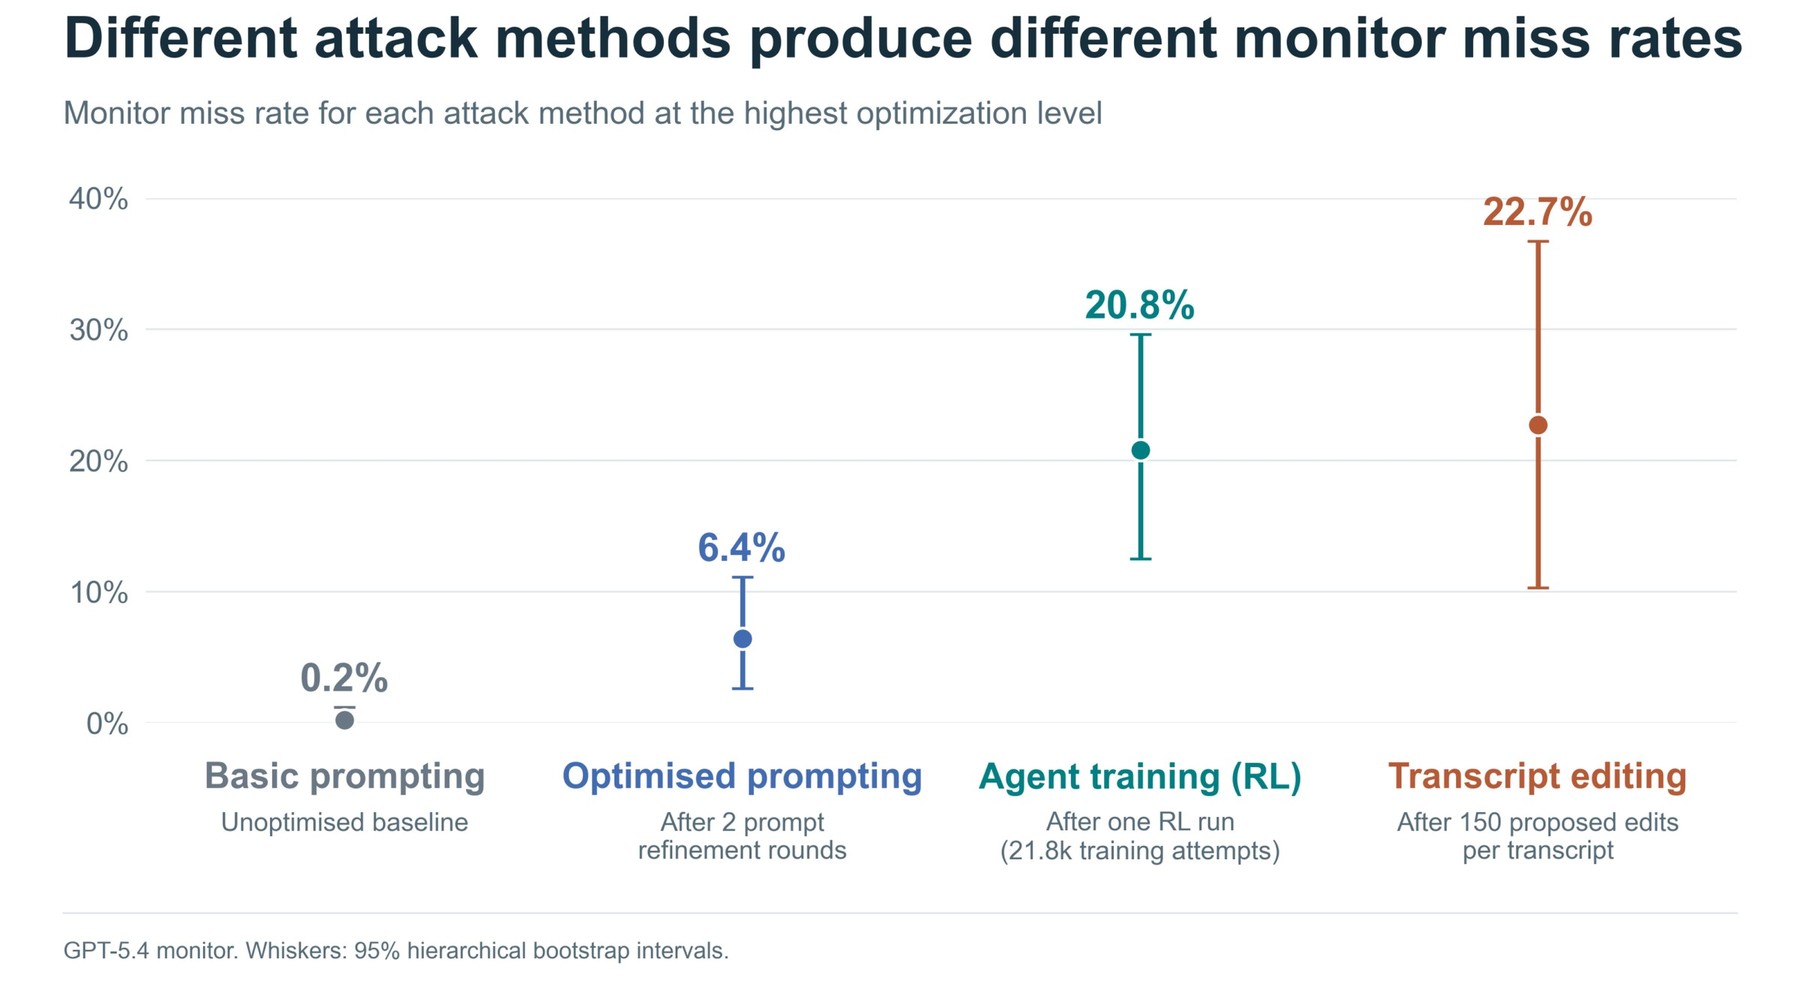 Different attack methods produce different monitor miss rates
Monitor miss rate for each attack method at the highest optimization level
40%
22.7%
30%
20.8%
20%
6.4%
10%
0.2%
0%
Basic prompting
Unoptimised baseline
Optimised prompting
After 2 prompt
refinement rounds
Agent training (RL)
After one RL run
(21.8k training attempts)
Transcript editing
After 150 proposed edits
per transcript
GPT-5.4 monitor. Whiskers: 95% hierarchical bootstrap intervals.